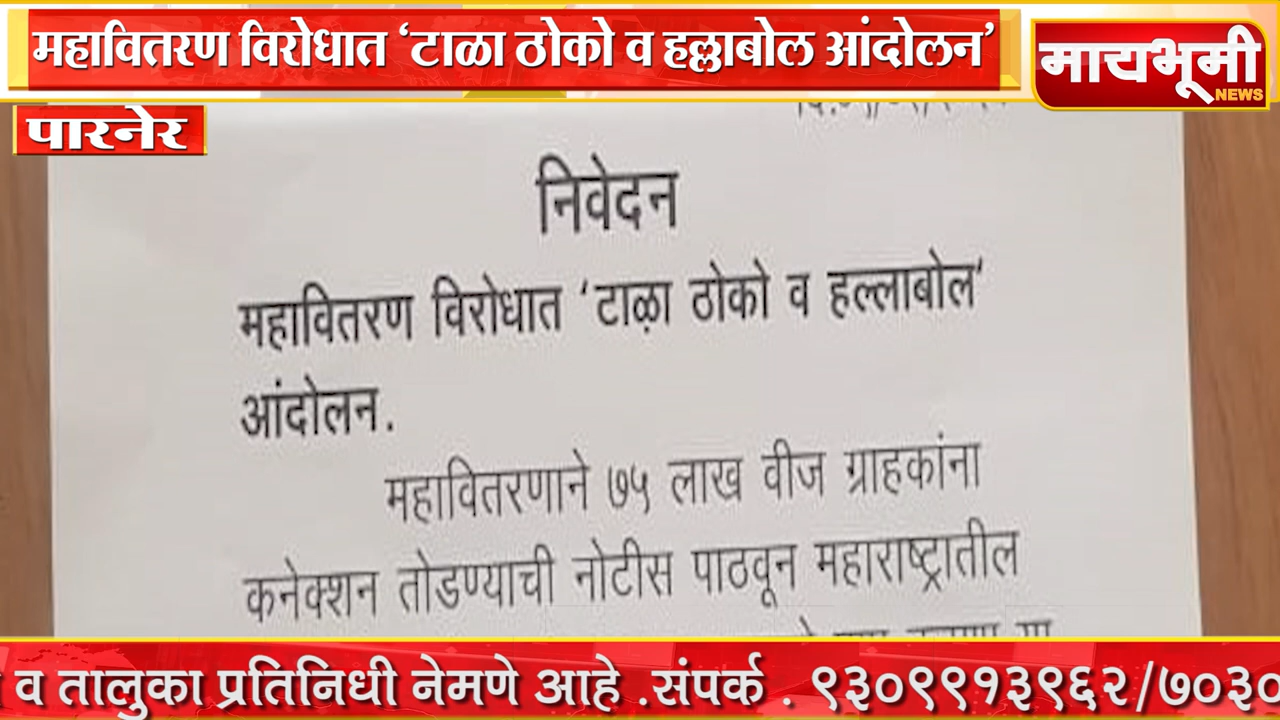 महावितरण विरोधात ‘टाळा ठोको व हल्लाबोल आंदोलन’
मायभूमी
NEWS
पारनेर
निवेदन
महावितरण विरोधात ‘टाळा ठोको व हल्लाबोल’
आंदोलन.
महावितरणाने ७५ लाख वीज ग्राहकांना
कनेक्शन तोडण्याची नोटीस पाठवून महाराष्ट्रातील
व तालुका प्रतिनिधी नेमणे आहे .संपर्क . ९३०९९१३९६२/७०३०